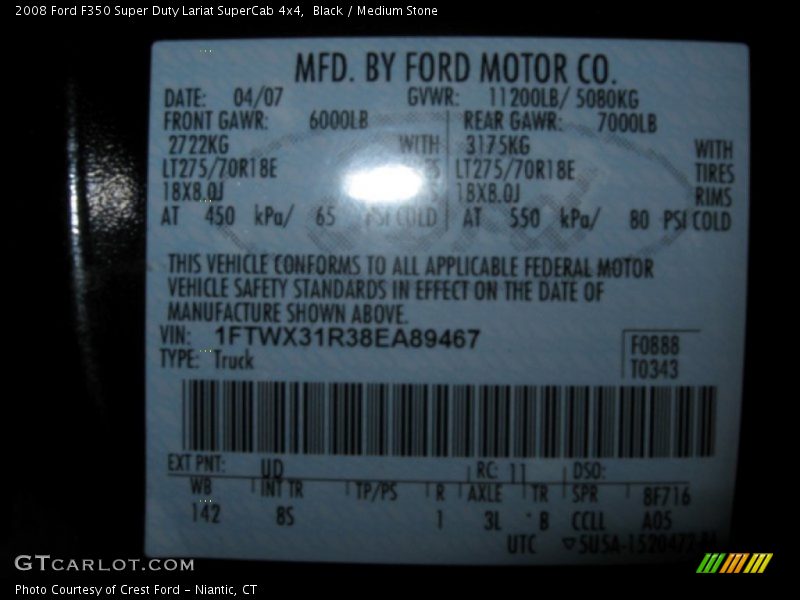 2008 Ford F350 Super Duty Lariat SuperCab 4x4,  Black / Medium Stone
MFD. BY FORD MOTOR CO.
DATE: 04/07 GVWR: 11200LB/ 5080KG
FRONT GAWR: 6000LB REAR GAWR: 7000LB
2722KG WITH 3175KG WITH
LT275/70R18E LT275/70R18E TIRES
18X8.0J 18X8.0J RIMS
AT 450 kPa/ 65 PSI COLD AT 550 kPa/ 80 PSI COLD
THIS VEHICLE CONFORMS TO ALL APPLICABLE FEDERAL MOTOR
VEHICLE SAFETY STANDARDS IN EFFECT ON THE DATE OF
MANUFACTURE SHOWN ABOVE.
VIN: 1FTWX31R38EA89467
F0888
TYPE: Truck
T0343
EXT PNT: UD RC: 11 DSO:
WB INT TR TP/PS R AXLE TR SPR 8F716
142 8S 1 3L B CCLL A05
UTC
GTCARLOT.COM
Photo Courtesy of Crest Ford - Niantic, CT